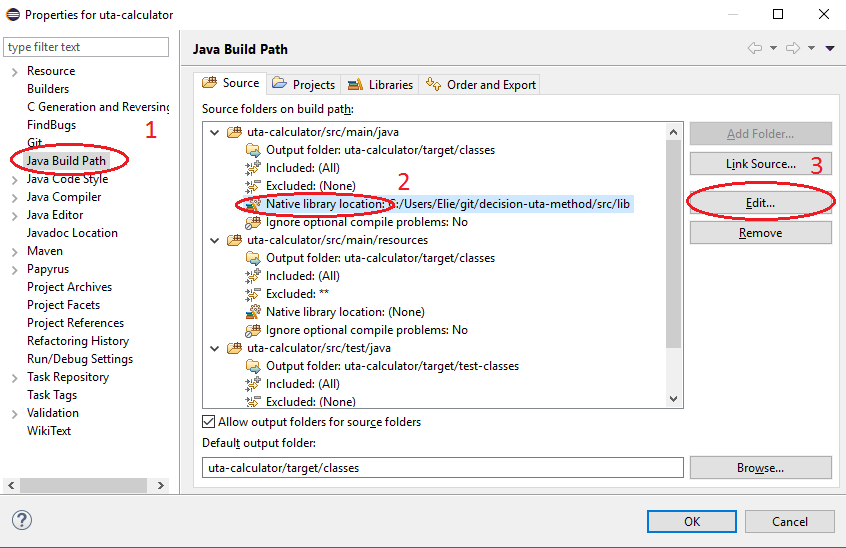 Properties for uta-calculator
type filter text
Resource
Builders
C Generation and Reversing
FindBugs
Git
Java Build Path
Java Code Style
Java Compiler
Java Editor
Javadoc Location
Maven
Papyrus
Project Archives
Project Facets
Project References
Refactoring History
Run/Debug Settings
Task Repository
Task Tags
Validation
WikiText
1
Java Build Path
Source Projects Libraries Order and Export
Source folders on build path:
uta-calculator/src/main/java
Output folder: uta-calculator/target/classes
Included: (All)
Excluded: (None)
2
Native library location: C:/Users/Elie/git/decision-uta-method/src/lib
Ignore optional compile problems: No
uta-calculator/src/main/resources
Output folder: uta-calculator/target/classes
Included: (All)
Excluded: **
Native library location: (None)
Ignore optional compile problems: No
uta-calculator/src/test/java
Output folder: uta-calculator/target/test-classes
Included: (All)
Excluded: (None)
Add Folder...
Link Source...
3
Edit...
Remove
Allow output folders for source folders
Default output folder:
uta-calculator/target/classes
Browse...
?
OK
Cancel